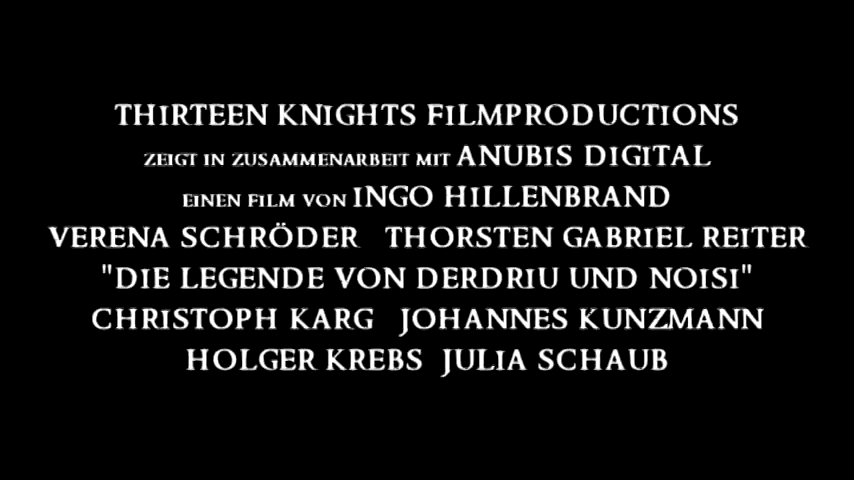 THIRTEEN KNIGHTS FILMPRODUCTIONS
ZEIGT IN ZUSAMMENARBEIT MIT ANUBIS DIGITAL
EINEN FILM VON INGO HILLENBRAND
VERENA SCHRÖDER THORSTEN GABRIEL REITER
"DIE LEGENDE VON DERDRIU UND NOISI"
CHRISTOPH KARG JOHANNES KUNZMANN
HOLGER KREBS JULIA SCHAUB